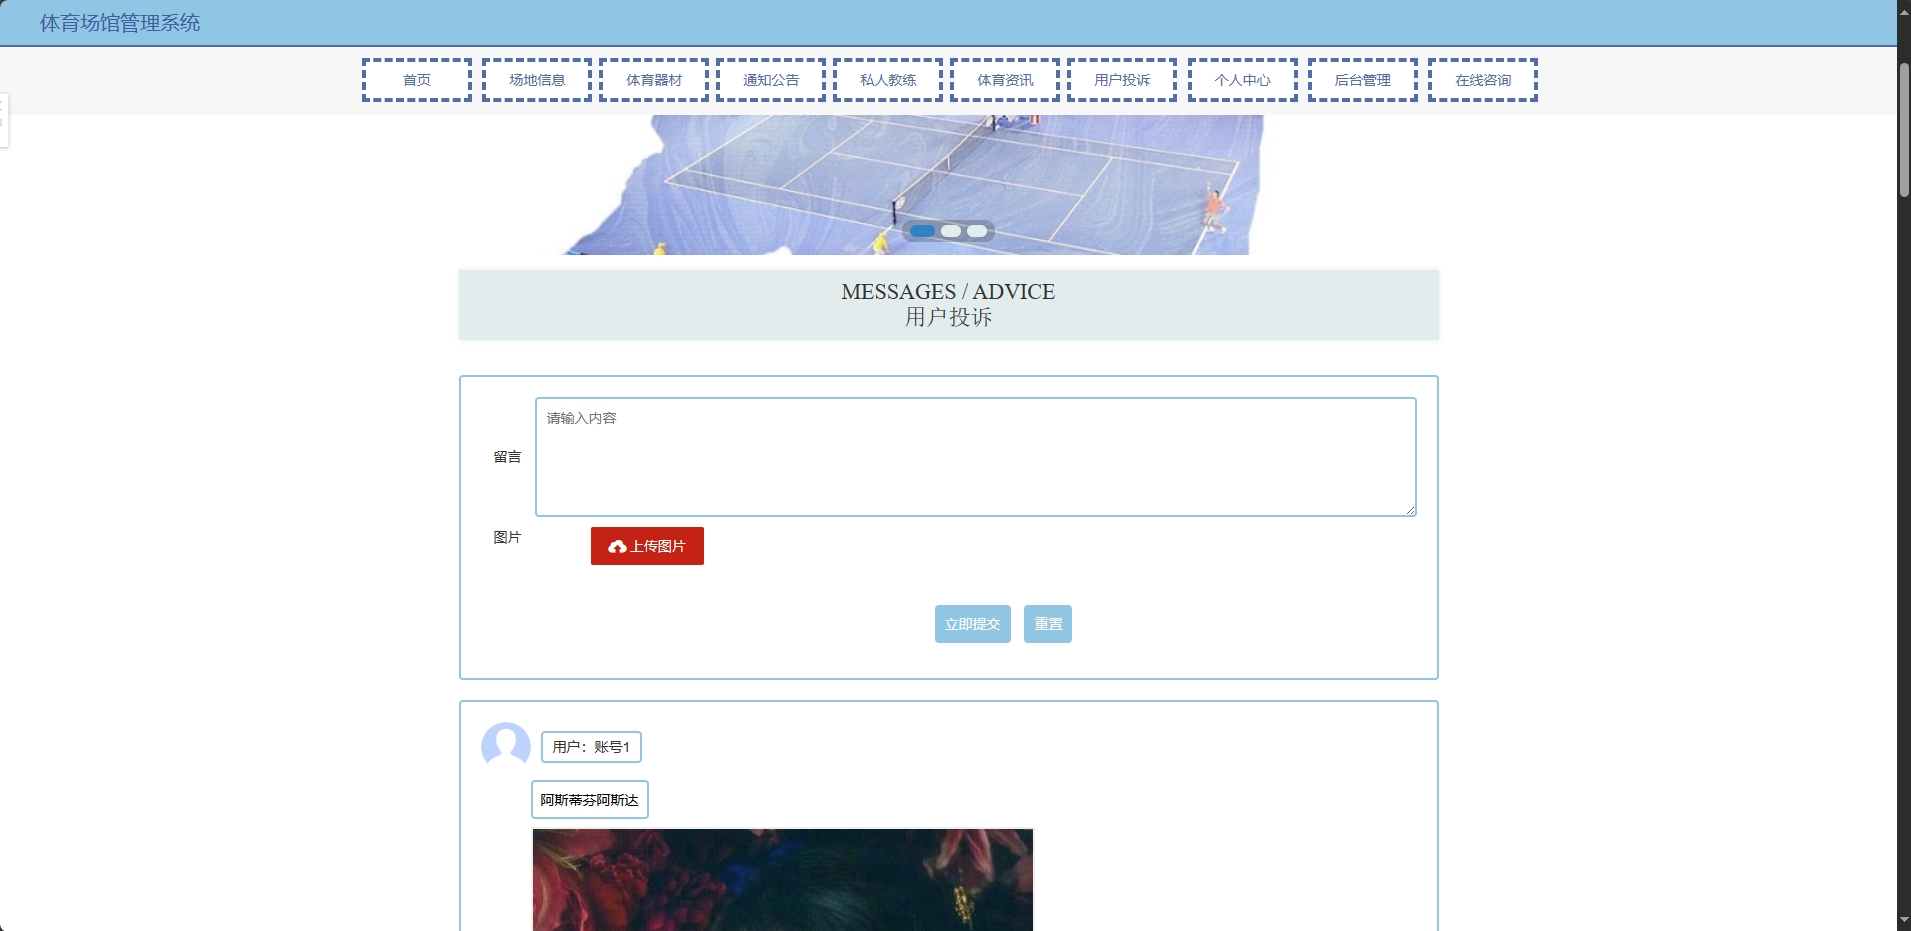 体育场馆管理系统
首页 场地信息 体育器材 通知公告 私人教练 体育资讯 用户投诉 个人中心 后台管理 在线咨询
MESSAGES / ADVICE
用户投诉
请输入内容
留言
图片 上传图片
立即提交 重置
用户：账号1
阿斯蒂芬阿斯达